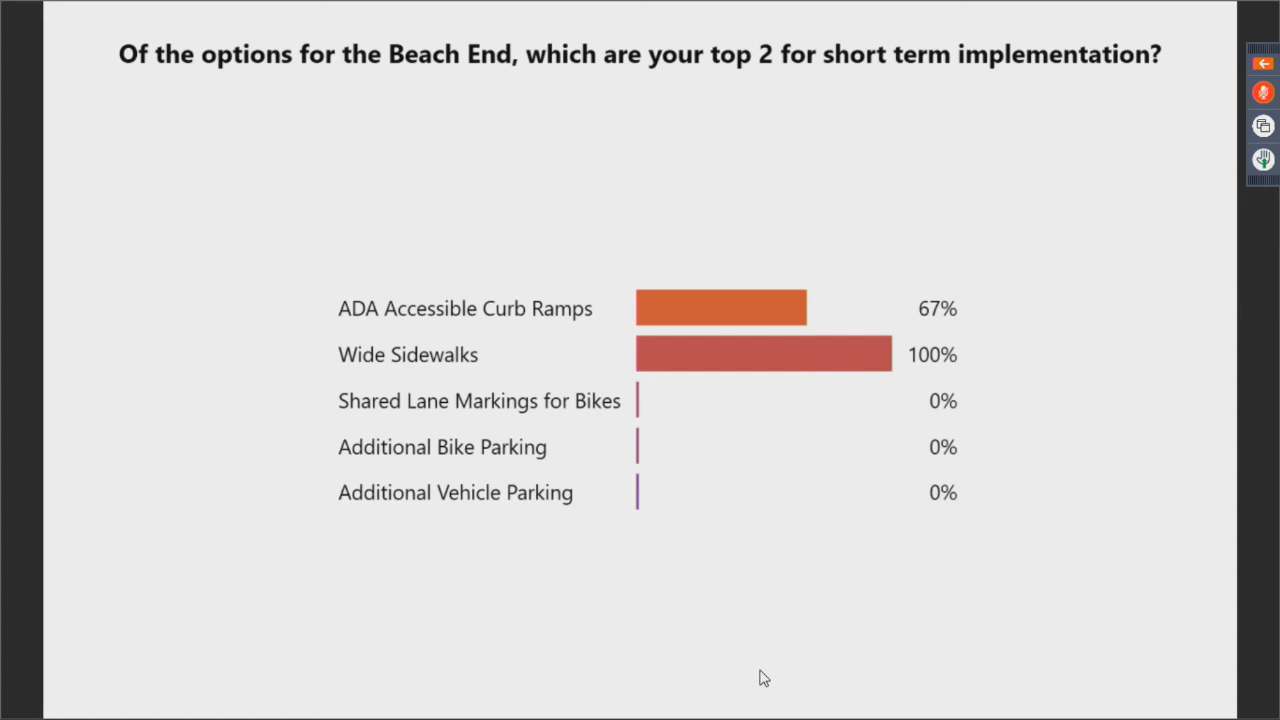 Of the options for the Beach End, which are your top 2 for short term implementation?
ADA Accessible Curb Ramps 67%
Wide Sidewalks 100%
Shared Lane Markings for Bikes 0%
Additional Bike Parking 0%
Additional Vehicle Parking 0%